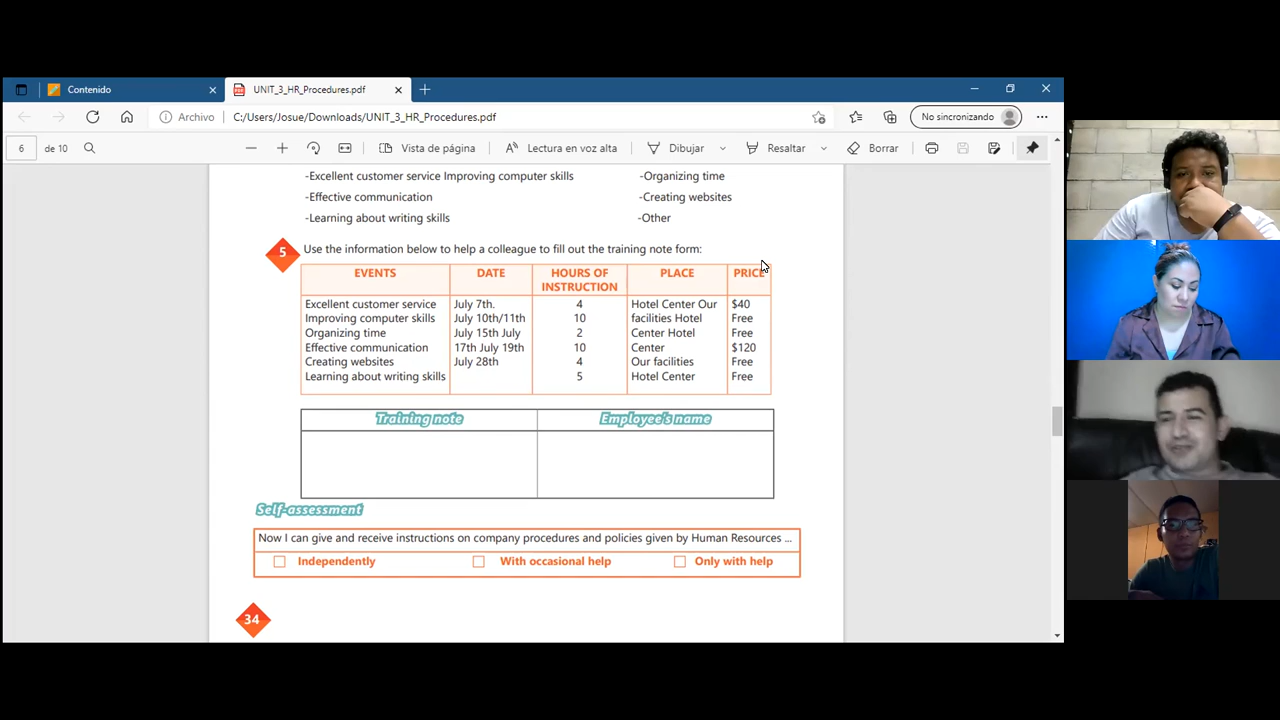 Contenido
UNIT_3_HR_Procedures.pdf
Archivo
C:/Users/Josue/Downloads/UNIT_3_HR_Procedures.pdf
No sincronizando
6
de 10
Vista de página
Lectura en voz alta
Dibujar
Resaltar
Borrar
-Excellent customer service Improving computer skills
-Organizing time
-Effective communication
-Creating websites
-Learning about writing skills
-Other
5
Use the information below to help a colleague to fill out the training note form:
EVENTS DATE HOURS OF INSTRUCTION PLACE PRICE
Excellent customer service July 7th. 4 Hotel Center Our $40
Improving computer skills July 10th/11th 10 facilities Hotel Free
Organizing time July 15th July 2 Center Hotel Free
Effective communication 17th July 19th 10 Center $120
Creating websites July 28th 4 Our facilities Free
Learning about writing skills 5 Hotel Center Free
Training note Employee's name
Self-assessment
Now I can give and receive instructions on company procedures and policies given by Human Resources ...
Independently With occasional help Only with help
34